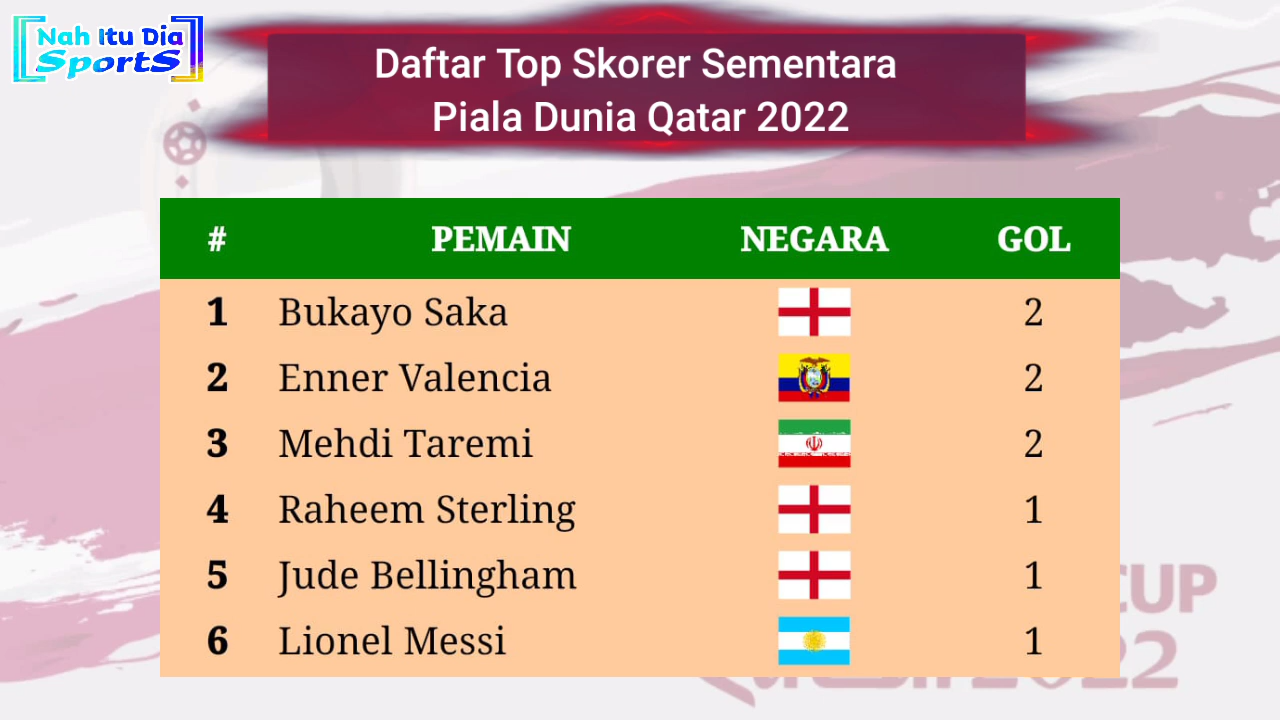 Nah Itu Dia
SportS
Daftar Top Skorer Sementara
Piala Dunia Qatar 2022
# PEMAIN NEGARA GOL
1 Bukayo Saka 2
2 Enner Valencia 2
3 Mehdi Taremi 2
4 Raheem Sterling 1
5 Jude Bellingham 1
6 Lionel Messi 1
CUP